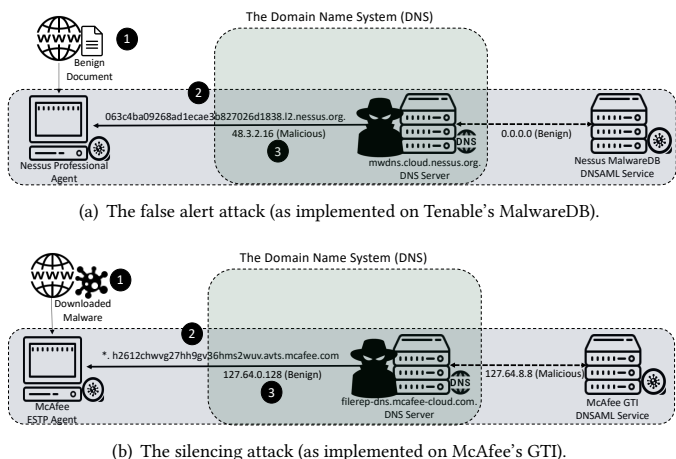 The Domain Name System (DNS)
www
1
Benign
Document
2
063c4ba09268ad1ecae3b827026d1838.l2.nessus.org.
48.3.2.16 (Malicious)
3
DNS
0.0.0.0 (Benign)
Nessus Professional
Agent
mwdns.cloud.nessus.org.
DNS Server
Nessus MalwareDB
DNSAML Service
(a) The false alert attack (as implemented on Tenable's MalwareDB).
The Domain Name System (DNS)
www
1
Downloaded
Malware
2
*. h2612chwvg27hh9gv36hms2wuv.avts.mcafee.com
127.64.0.128 (Benign)
3
DNS
127.64.8.8 (Malicious)
McAfee
ESTP Agent
filerep-dns.mcafee-cloud.com.
DNS Server
McAfee GTI
DNSAML Service
(b) The silencing attack (as implemented on McAfee's GTI).